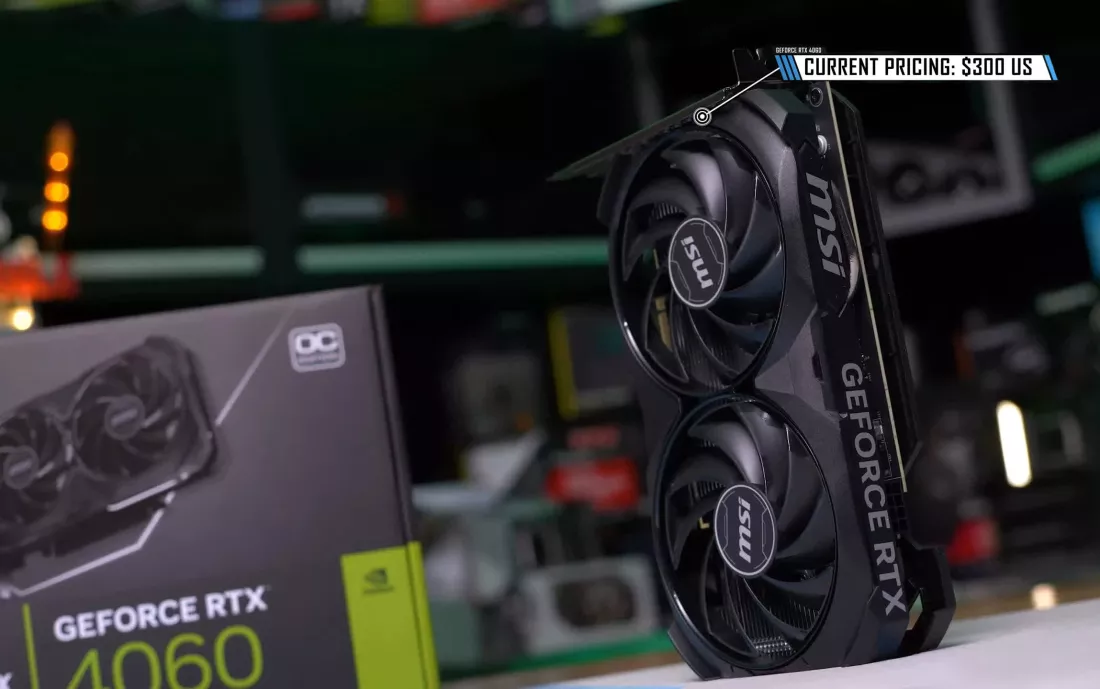 GEFORCE RTX 4060
CURRENT PRICING: $300 US
msi
msi
GEFORCE RTX
msi
OC
GEFORCE RTX
4060